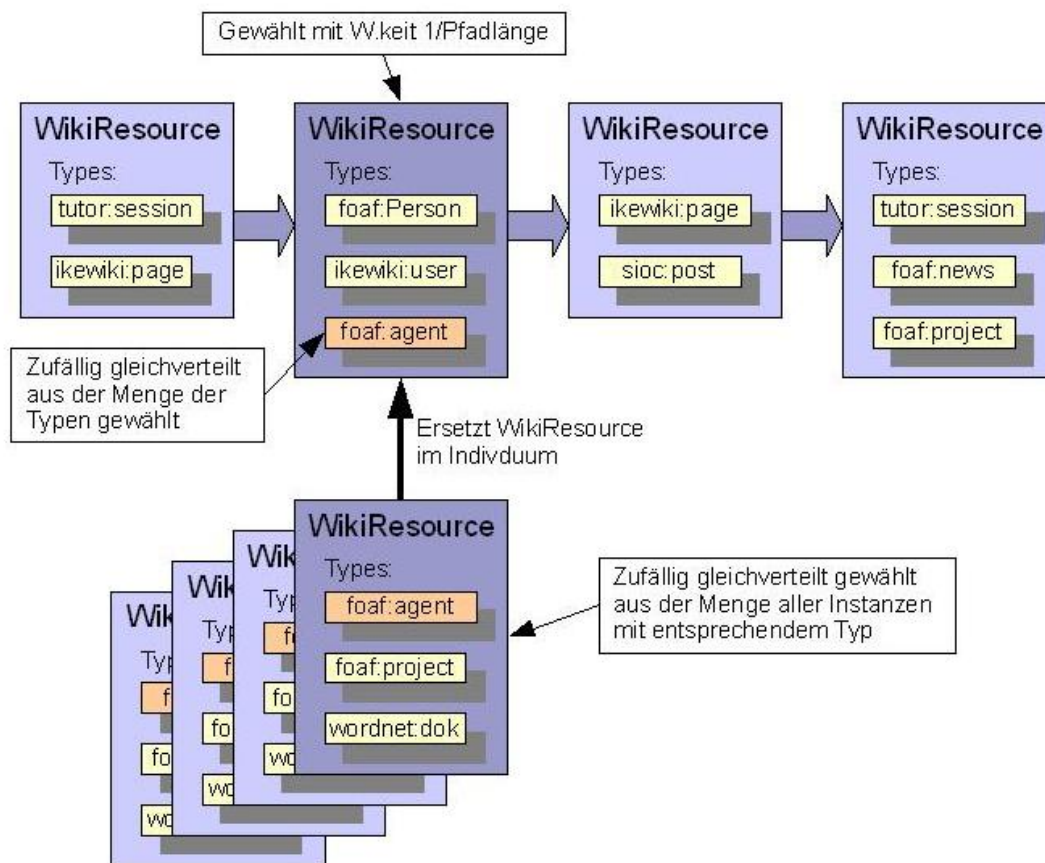 Gewählt mit W.keit 1/Pfadlänge
WikiResource
Types:
tutor:session
ikewiki:page
WikiResource
Types:
foaf:Person
ikewiki:user
foaf:agent
WikiResource
Types:
ikewiki:page
sioc:post
WikiResource
Types:
tutor:session
foaf:news
foaf:project
Zufällig gleichverteilt
aus der Menge der
Typen gewählt
Ersetzt WikiResource
im Indivduum
WikiResource
Types:
foaf:agent
foaf:project
wordnet:dok
Zufällig gleichverteilt gewählt
aus der Menge aller Instanzen
mit entsprechendem Typ